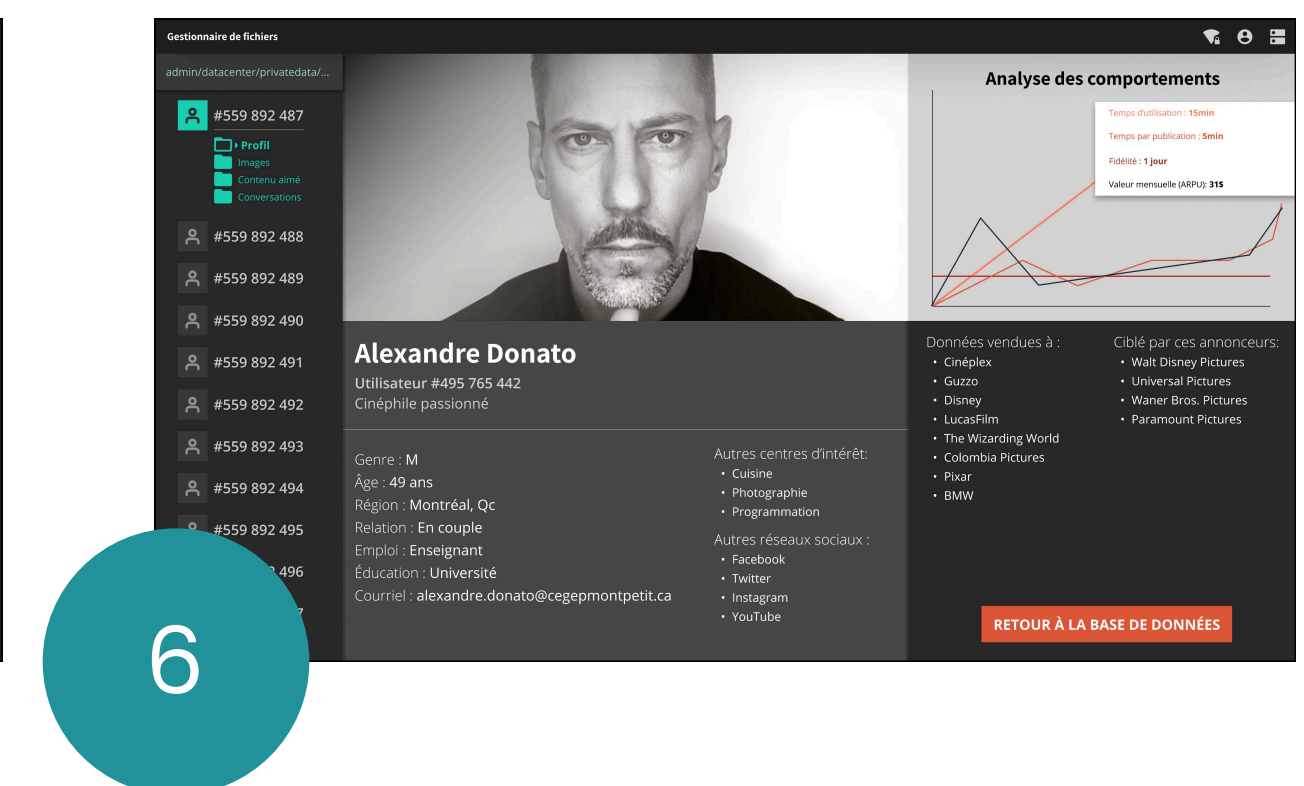 Gestionnaire de fichiers
admin/datacenter/privatedata/...
#559 892 487
Profil
Images
Contenu aimé
Conversations
#559 892 488
#559 892 489
#559 892 490
#559 892 491
#559 892 492
#559 892 493
#559 892 494
#559 892 495
496
7
6
Alexandre Donato
Utilisateur #495 765 442
Cinéphile passionné
Genre : M
Âge : 49 ans
Région : Montréal, Qc
Relation : En couple
Emploi : Enseignant
Éducation : Université
Courriel : alexandre.donato@cegepmontpetit.ca
Autres centres d'intérêt:
• Cuisine
• Photographie
• Programmation
Autres réseaux sociaux :
• Facebook
• Twitter
• Instagram
• YouTube
Analyse des comportements
Temps d'utilisation : 15min
Temps par publication : 5min
Fidélité : 1 jour
Valeur mensuelle (ARPU): 31$
Données vendues à :
• Cinéplex
• Guzzo
• Disney
• LucasFilm
• The Wizarding World
• Colombia Pictures
• Pixar
• BMW
Ciblé par ces annonceurs:
• Walt Disney Pictures
• Universal Pictures
• Waner Bros. Pictures
• Paramount Pictures
RETOUR À LA BASE DE DONNÉES